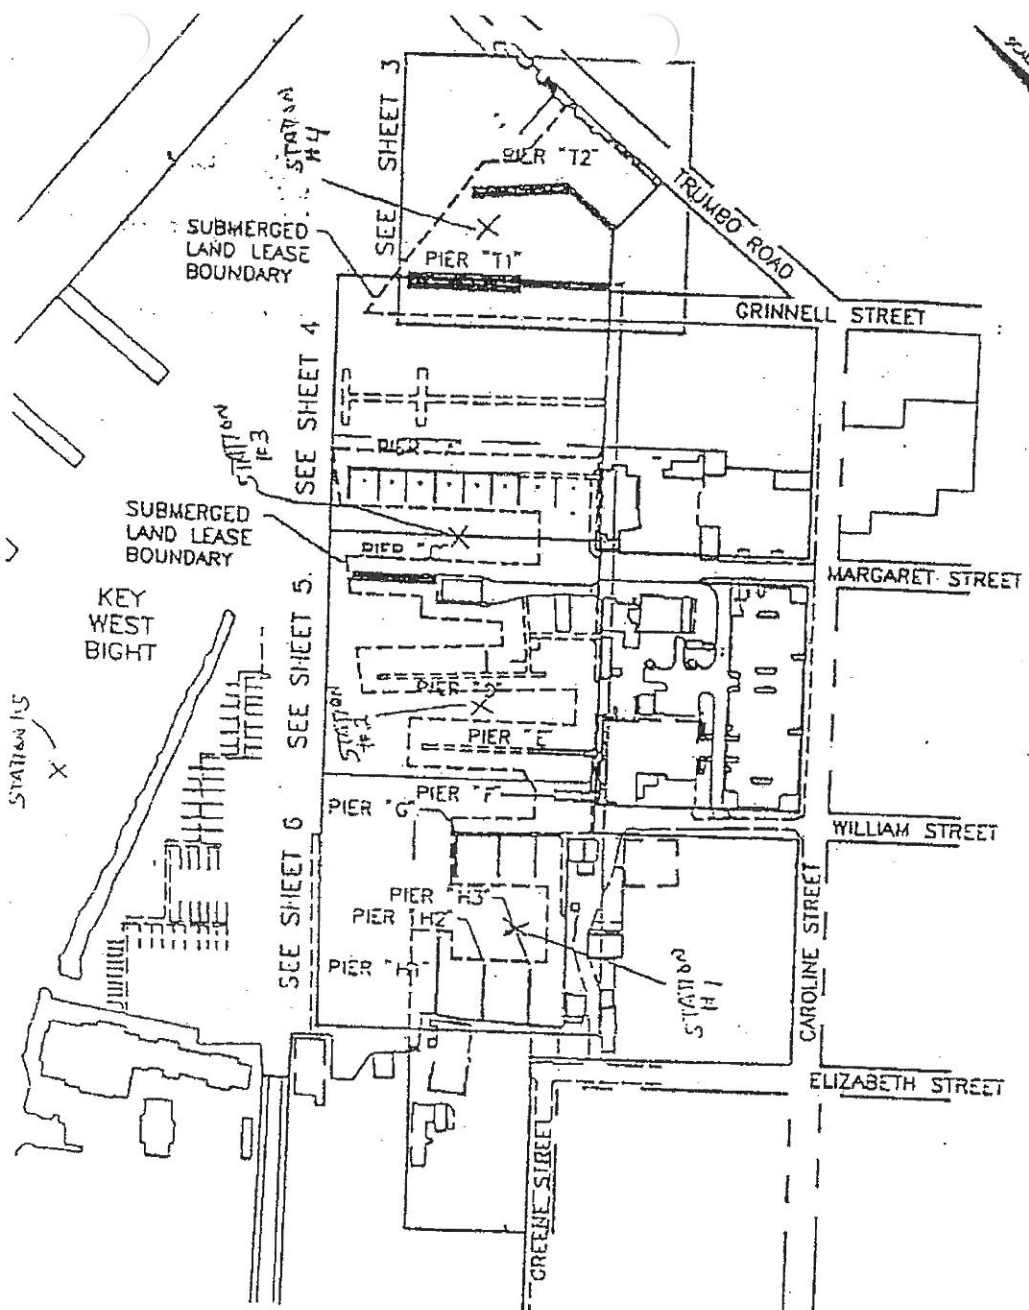 SEE SHEET 3
STATION
#4
PIER "T2"
TRUMBO ROAD
SUBMERGED
LAND LEASE
BOUNDARY
PIER "T1"
GRINNELL STREET
SEE SHEET 4
STATION
#3
PIER
SUBMERGED
LAND LEASE
BOUNDARY
PIER
MARGARET STREET
KEY
WEST
BIGHT
SEE SHEET 5
STATION #5
STATION
#2
PIER "D"
PIER "E"
PIER "F"
PIER "G"
WILLIAM STREET
SEE SHEET 6
PIER "H3"
PIER "H2"
PIER "H1"
STATION
#1
CAROLINE STREET
ELIZABETH STREET
GREENE STREET